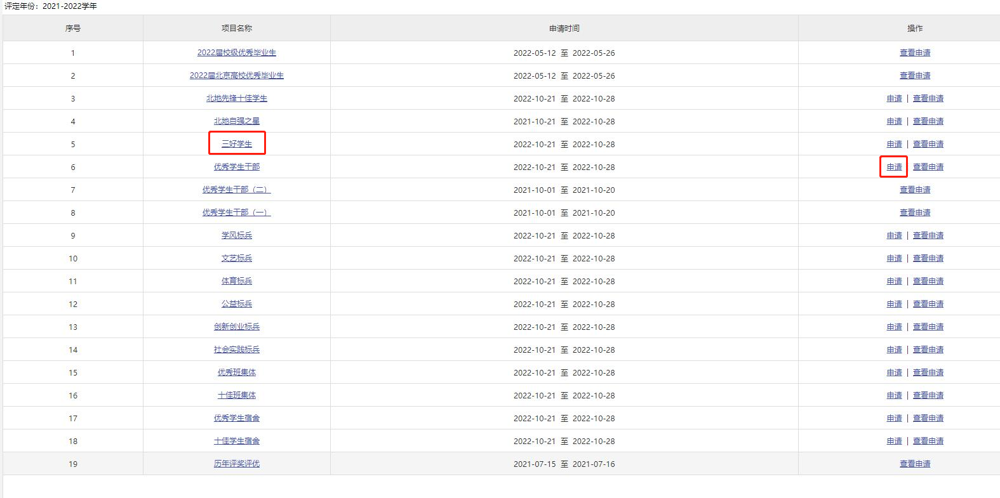 评定年份：2021-2022学年
序号 项目名称 申请时间 操作
1 2022届校级优秀毕业生 2022-05-12 至 2022-05-26 查看申请
2 2022届北京高校优秀毕业生 2022-05-12 至 2022-05-26 查看申请
3 北地先锋十佳学生 2022-10-21 至 2022-10-28 申请 | 查看申请
4 北地自强之星 2021-10-21 至 2022-10-28 申请 | 查看申请
5 三好学生 2022-10-21 至 2022-10-28 申请 | 查看申请
6 优秀学生干部 2022-10-21 至 2022-10-28 申请 查看申请
7 优秀学生干部（二） 2021-10-01 至 2021-10-20 查看申请
8 优秀学生干部（一） 2021-10-01 至 2021-10-20 查看申请
9 学风标兵 2022-10-21 至 2022-10-28 申请 | 查看申请
10 文艺标兵 2022-10-21 至 2022-10-28 申请 | 查看申请
11 体育标兵 2022-10-21 至 2022-10-28 申请 | 查看申请
12 公益标兵 2022-10-21 至 2022-10-28 申请 | 查看申请
13 创新创业标兵 2022-10-21 至 2022-10-28 申请 | 查看申请
14 社会实践标兵 2022-10-21 至 2022-10-28 申请 | 查看申请
15 优秀班集体 2022-10-21 至 2022-10-28 申请 | 查看申请
16 十佳班集体 2022-10-21 至 2022-10-28 申请 | 查看申请
17 优秀学生宿舍 2022-10-21 至 2022-10-28 申请 | 查看申请
18 十佳学生宿舍 2022-10-21 至 2022-10-28 申请 | 查看申请
19 历年评奖评优 2021-07-15 至 2021-07-16 查看申请